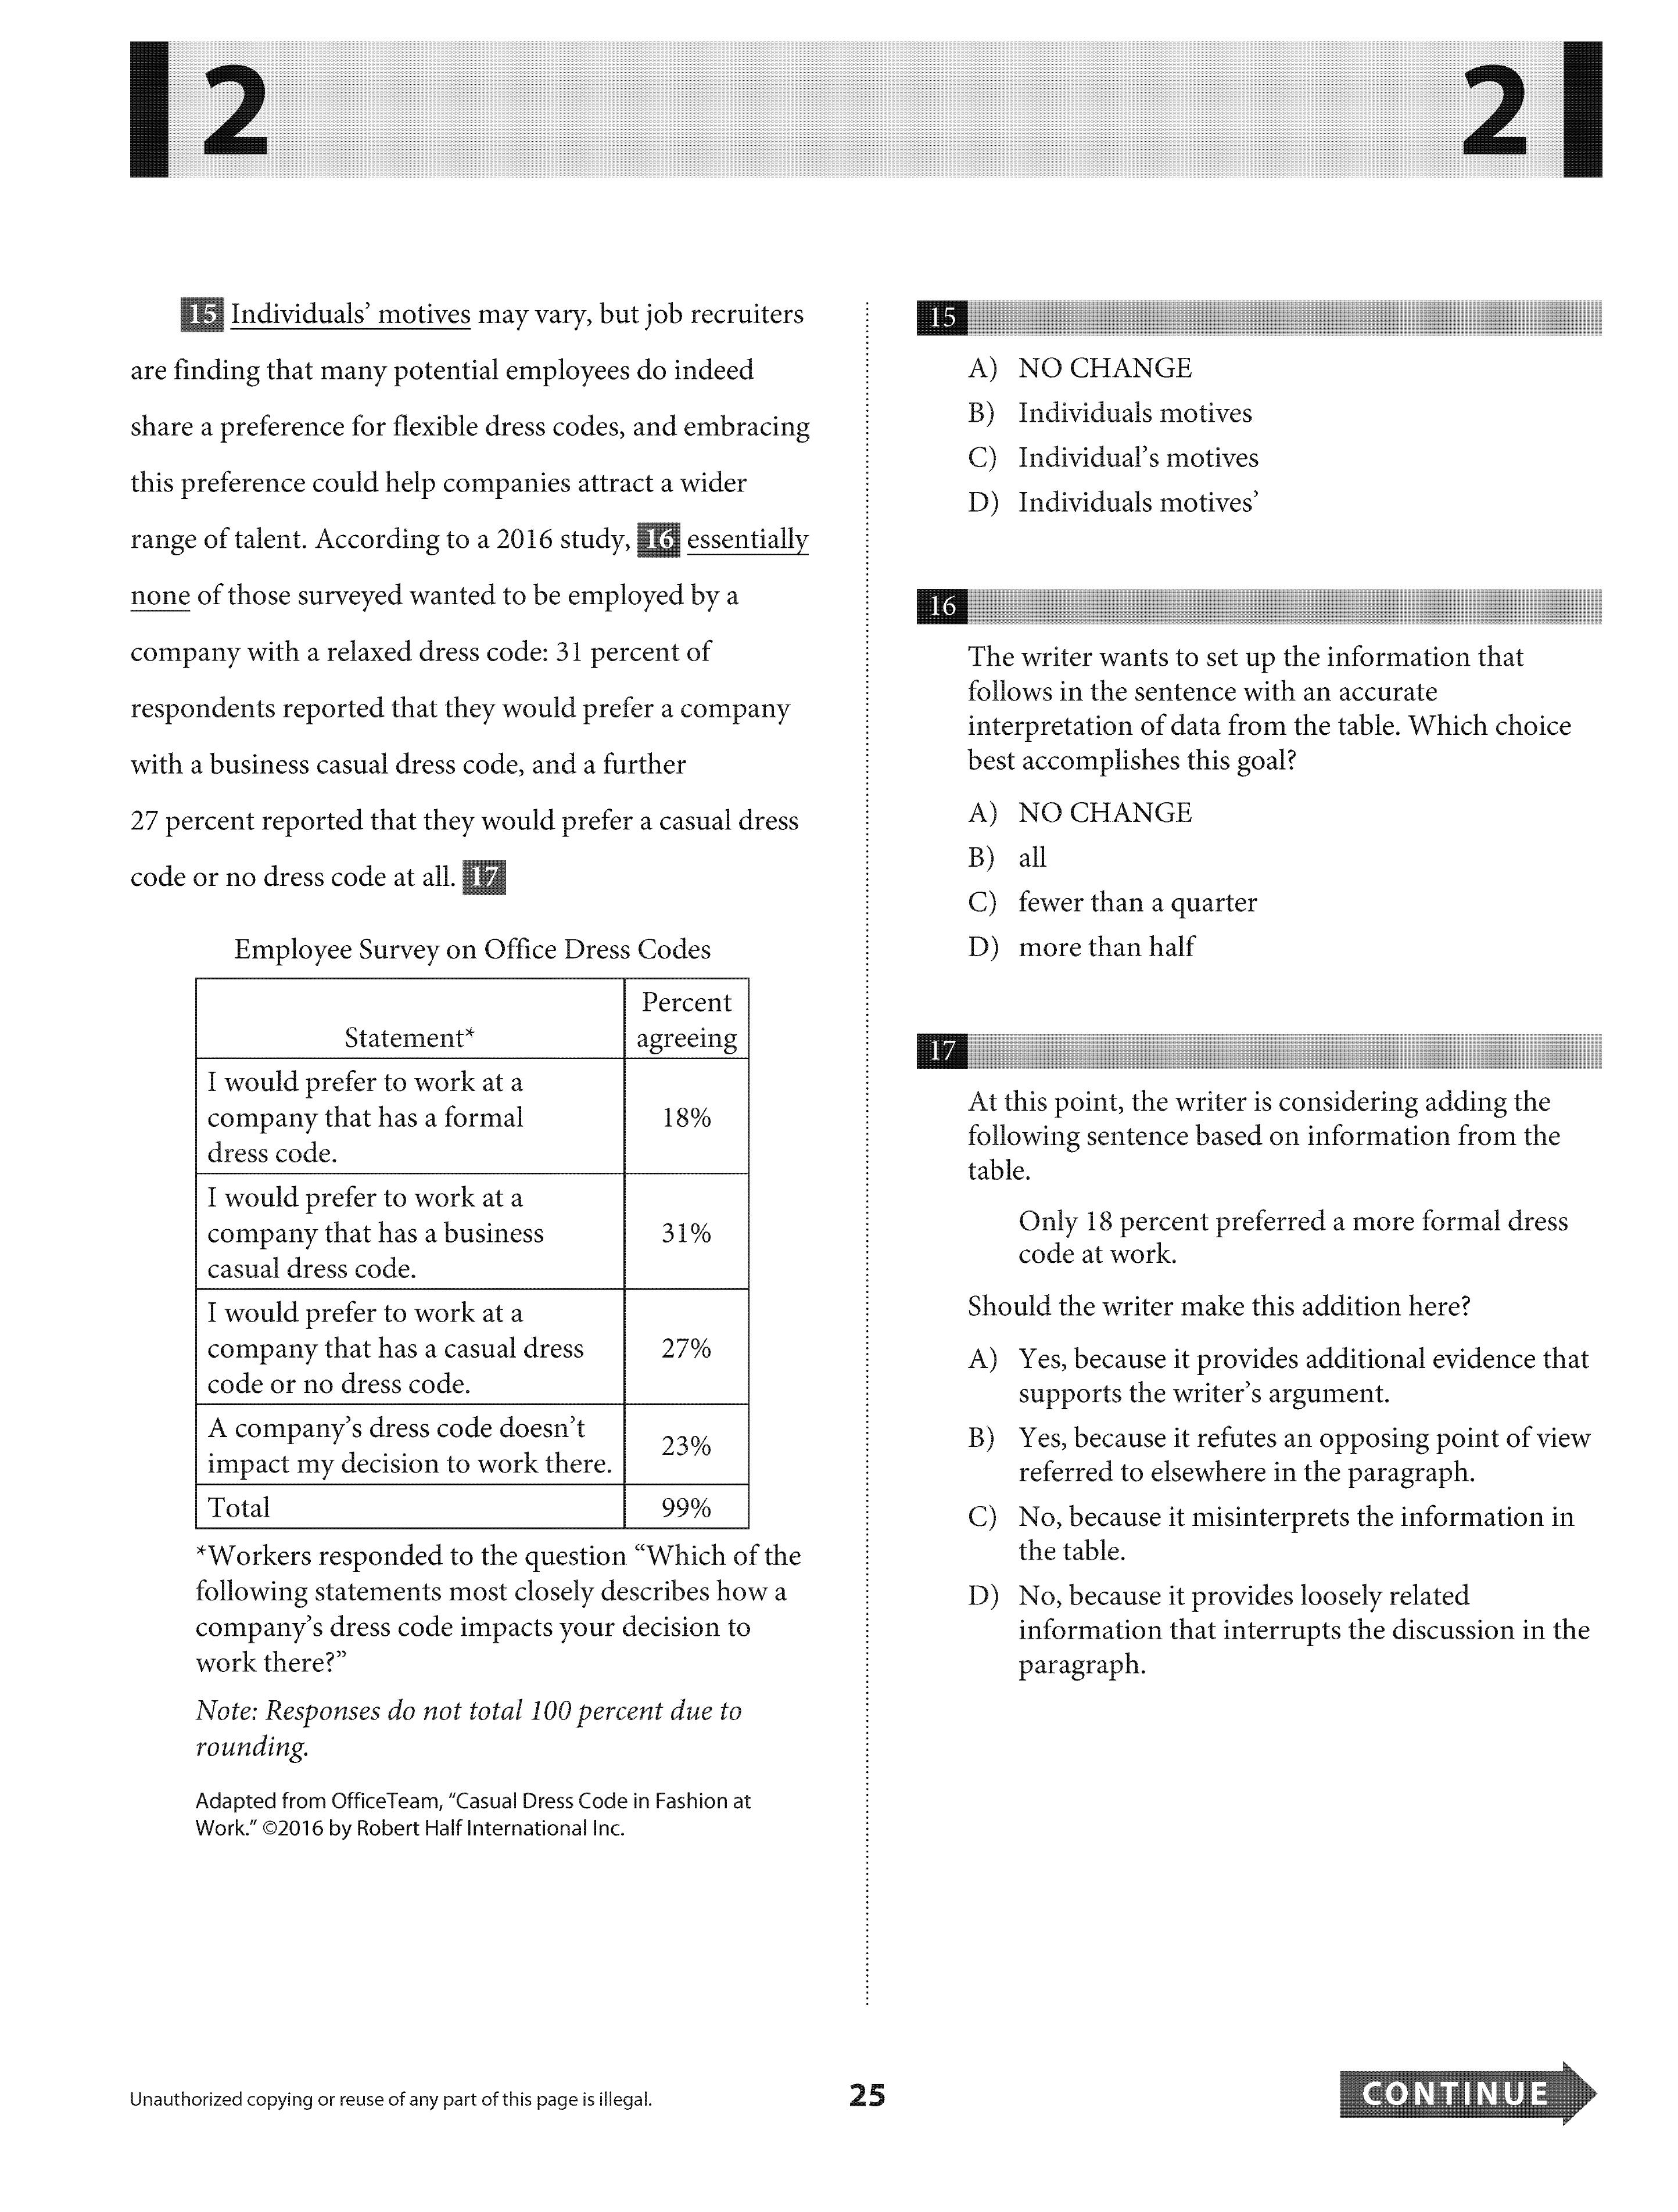 2
2
15 Individuals’ motives may vary, but job recruiters
are finding that many potential employees do indeed
share a preference for flexible dress codes, and embracing
this preference could help companies attract a wider
range of talent. According to a 2016 study, 16 essentially
none of those surveyed wanted to be employed by a
company with a relaxed dress code: 31 percent of
respondents reported that they would prefer a company
with a business casual dress code, and a further
27 percent reported that they would prefer a casual dress
code or no dress code at all. 17
Employee Survey on Office Dress Codes
Statement*
Percent
agreeing
I would prefer to work at a
company that has a formal
dress code.
18%
I would prefer to work at a
company that has a business
casual dress code.
31%
I would prefer to work at a
company that has a casual dress
code or no dress code.
27%
A company’s dress code doesn’t
impact my decision to work there.
23%
Total
99%
*Workers responded to the question “Which of the
following statements most closely describes how a
company’s dress code impacts your decision to
work there?”
Note: Responses do not total 100 percent due to
rounding.
Adapted from OfficeTeam, “Casual Dress Code in Fashion at
Work.” ©2016 by Robert Half International Inc.
15
A) NO CHANGE
B) Individuals motives
C) Individual’s motives
D) Individuals motives’
16
The writer wants to set up the information that
follows in the sentence with an accurate
interpretation of data from the table. Which choice
best accomplishes this goal?
A) NO CHANGE
B) all
C) fewer than a quarter
D) more than half
17
At this point, the writer is considering adding the
following sentence based on information from the
table.
Only 18 percent preferred a more formal dress
code at work.
Should the writer make this addition here?
A) Yes, because it provides additional evidence that
supports the writer’s argument.
B) Yes, because it refutes an opposing point of view
referred to elsewhere in the paragraph.
C) No, because it misinterprets the information in
the table.
D) No, because it provides loosely related
information that interrupts the discussion in the
paragraph.
Unauthorized copying or reuse of any part of this page is illegal.
25
CONTINUE